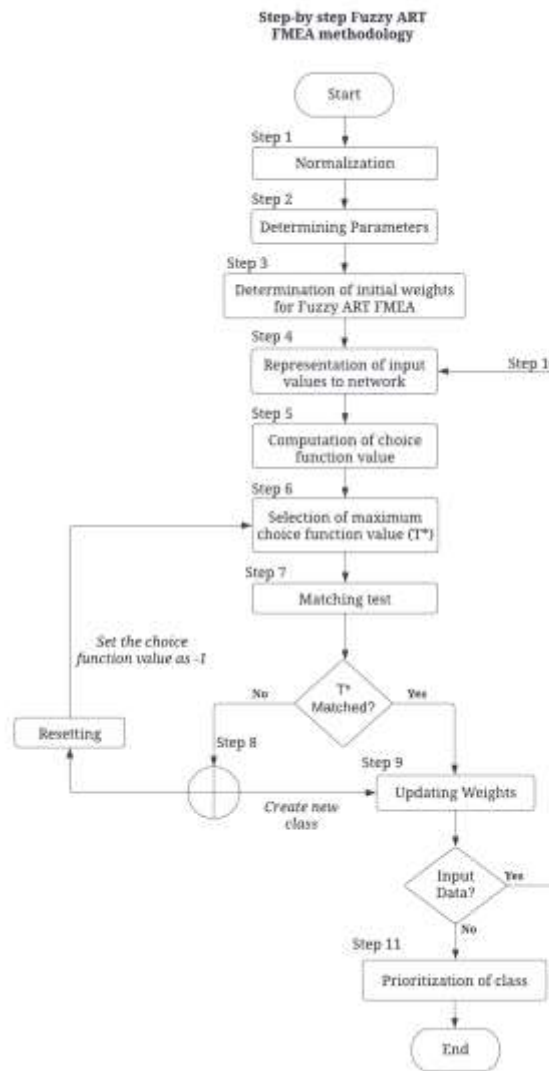 Step-by step Fuzzy ART
FMEA methodology
Start
Step 1
Normalization
Step 2
Determining Parameters
Step 3
Determination of initial weights
for Fuzzy ART FMEA
Step 4
Representation of input
values to network
Step 1
Step 5
Computation of choice
function value
Step 6
Selection of maximum
choice function value (T*)
Step 7
Matching test
Set the choice
function value as -1
No
T*
Matched?
Yes
Resetting
Step 8
Step 9
Updating Weights
Create new
class
Input
Data?
Yes
No
Step 11
Prioritization of class
End